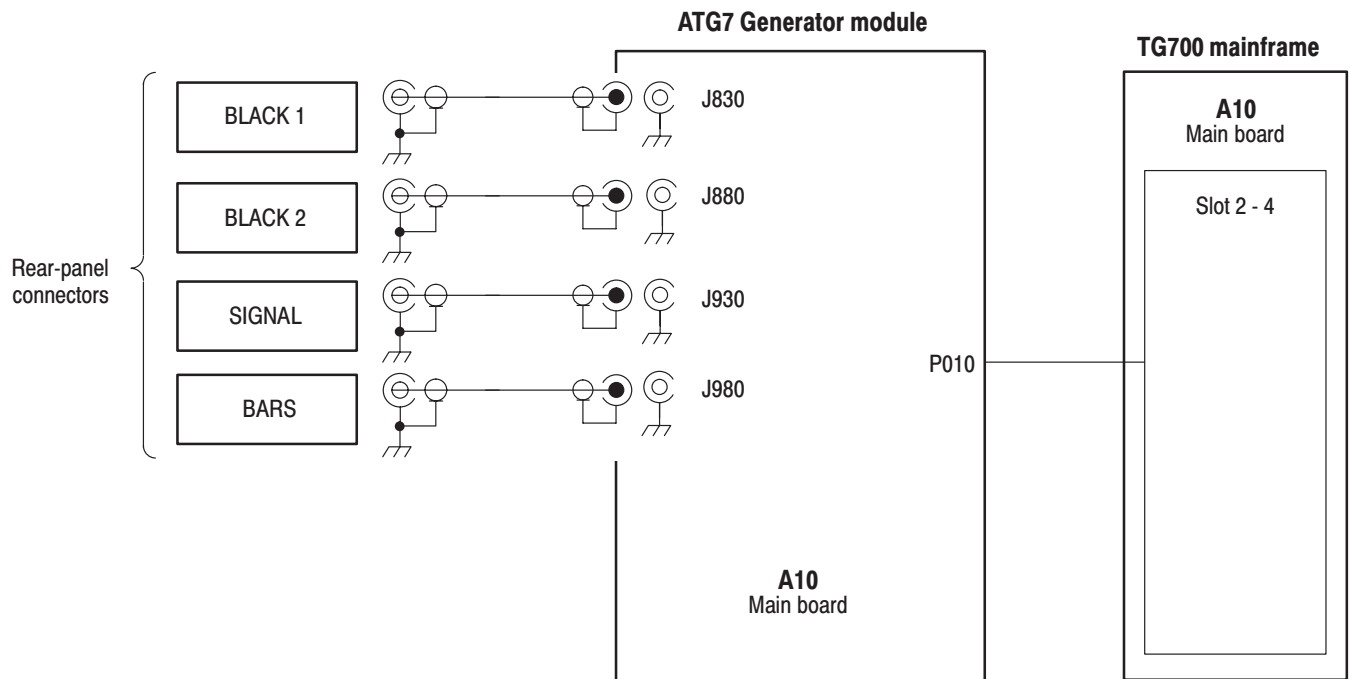 ATG7 Generator module
TG700 mainframe
BLACK 1
J830
A10
Main board
BLACK 2
J880
Slot 2 - 4
Rear-panel
connectors
SIGNAL
J930
P010
BARS
J980
A10
Main board